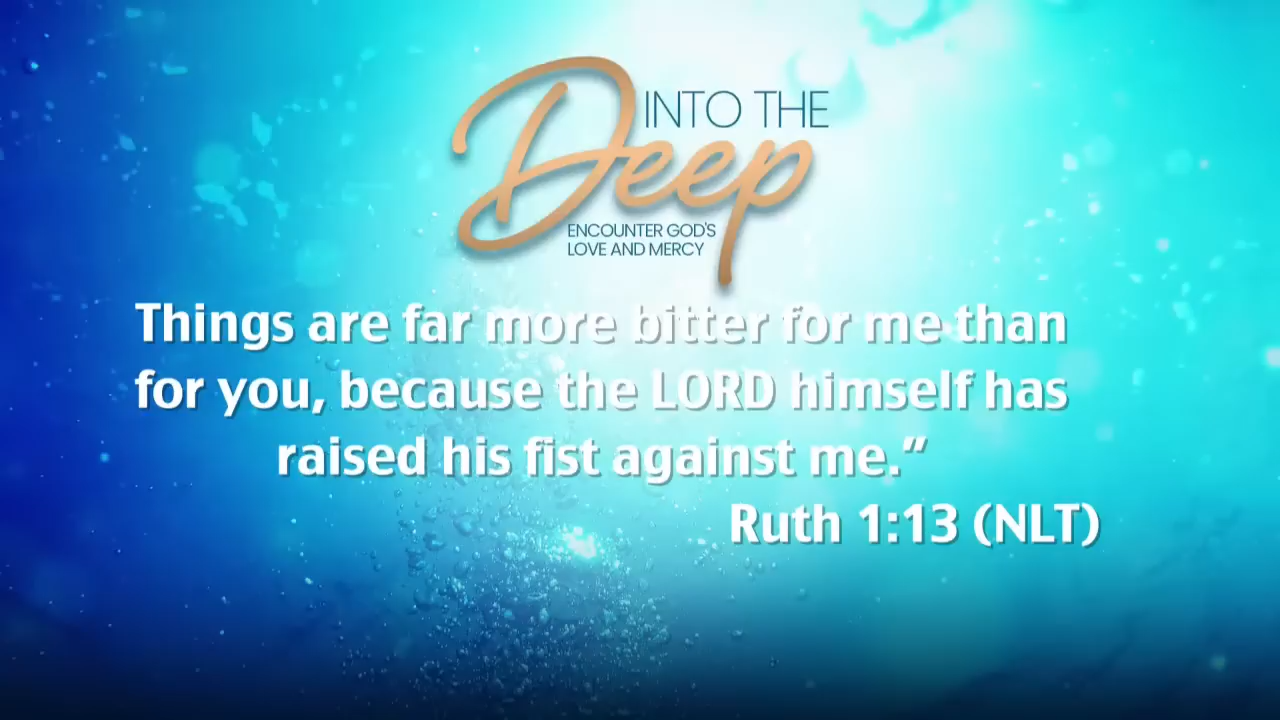 INTO THE
Deep
ENCOUNTER GOD'S
LOVE AND MERCY
Things are far more bitter for me than
for you, because the LORD himself has
raised his fist against me.”
Ruth 1:13 (NLT)